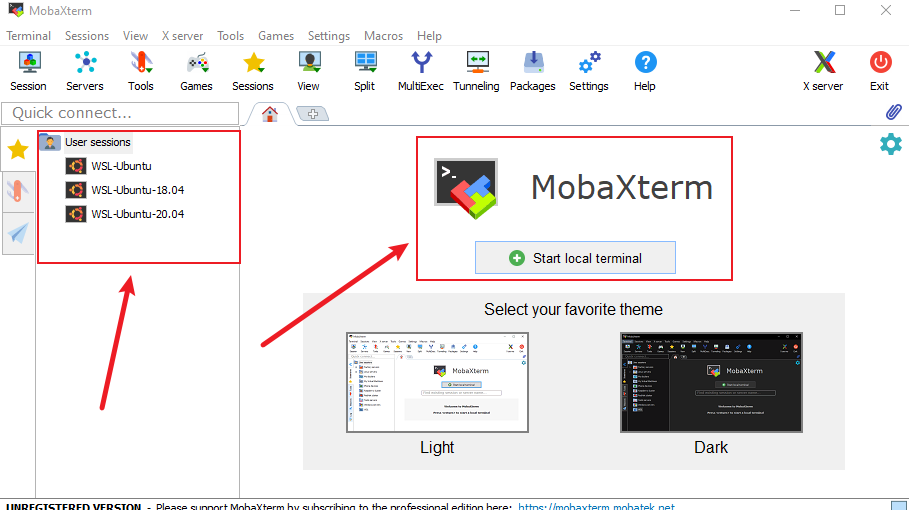 MobaXterm
Terminal Sessions View X server Tools Games Settings Macros Help
Session Servers Tools Games Sessions View Split MultiExec Tunneling Packages Settings Help X server Exit
Quick connect...
User sessions
WSL-Ubuntu
WSL-Ubuntu-18.04
WSL-Ubuntu-20.04
MobaXterm
Start local terminal
Select your favorite theme
MobaXterm
MobaXterm
Light
Dark
UNREGISTERED VERSION - Please support MobaXterm by subscribing to the professional edition here: https://mobaxterm.mobatek.net